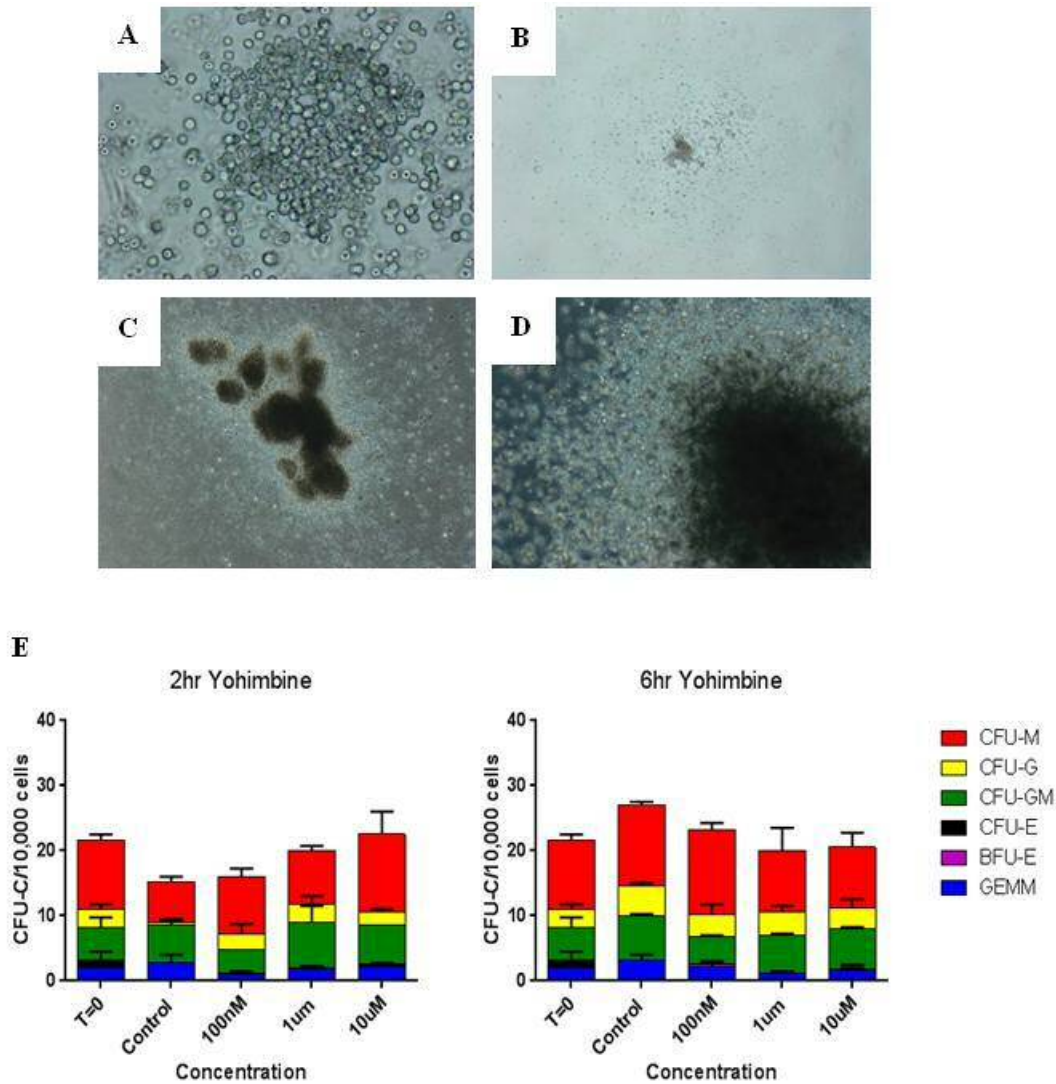 A
B
C
D
E
2hr Yohimbine
CFU-C/10,000 cells
40
30
20
10
0
T=0
Control
100nM
1um
10uM
Concentration
6hr Yohimbine
CFU-C/10,000 cells
40
30
20
10
0
T=0
Control
100nM
1um
10uM
Concentration
CFU-M
CFU-G
CFU-GM
CFU-E
BFU-E
GEMM